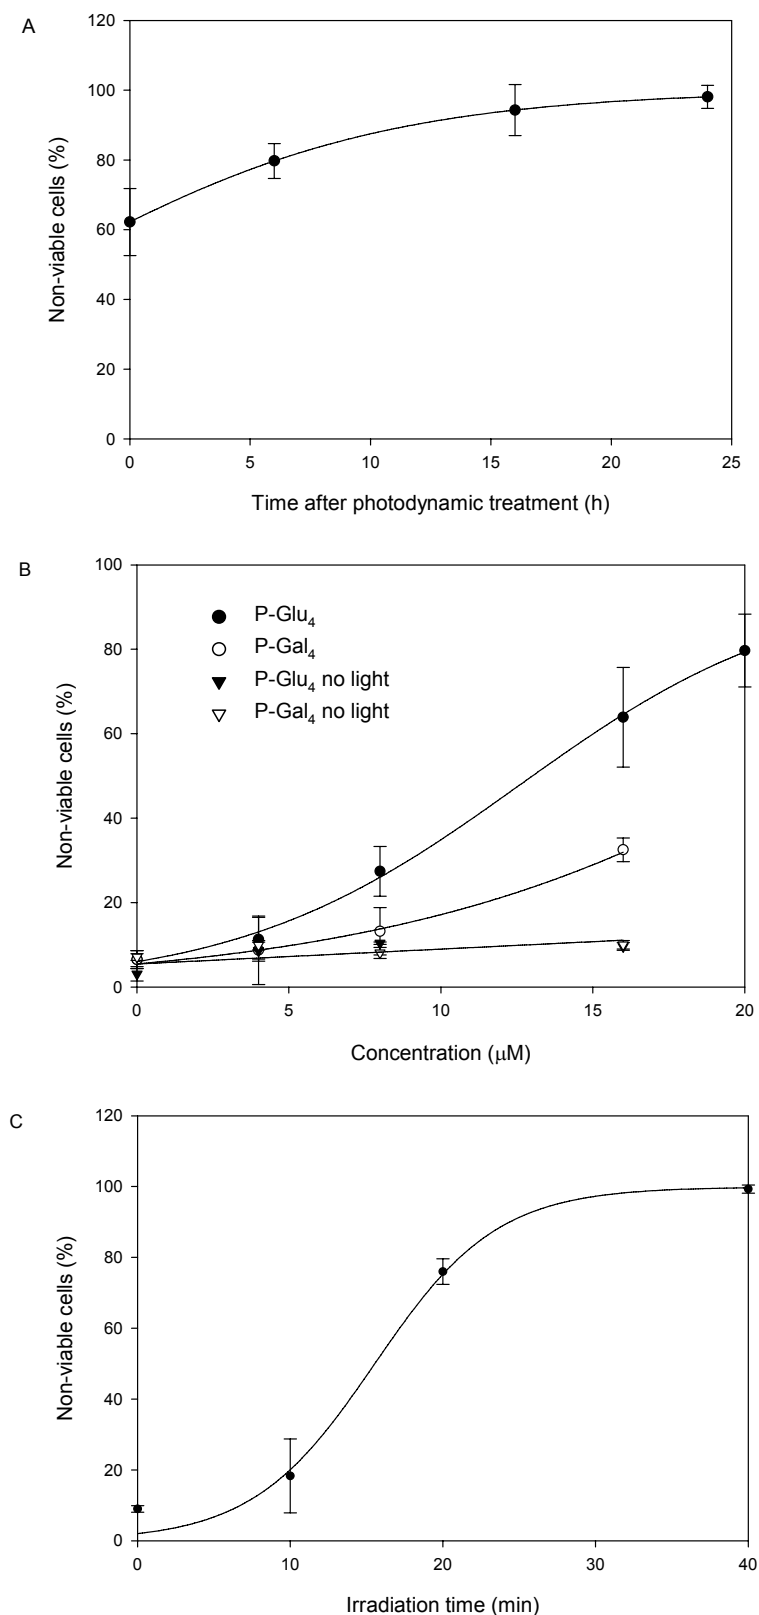 A
120
100
80
60
40
20
0
Non-viable cells (%)
0 5 10 15 20 25
Time after photodynamic treatment (h)
B
100
80
60
40
20
0
Non-viable cells (%)
P-Glu₄
P-Gal₄
P-Glu₄ no light
P-Gal₄ no light
0 5 10 15 20
Concentration (μM)
C
120
100
80
60
40
20
0
Non-viable cells (%)
0 10 20 30 40
Irradiation time (min)